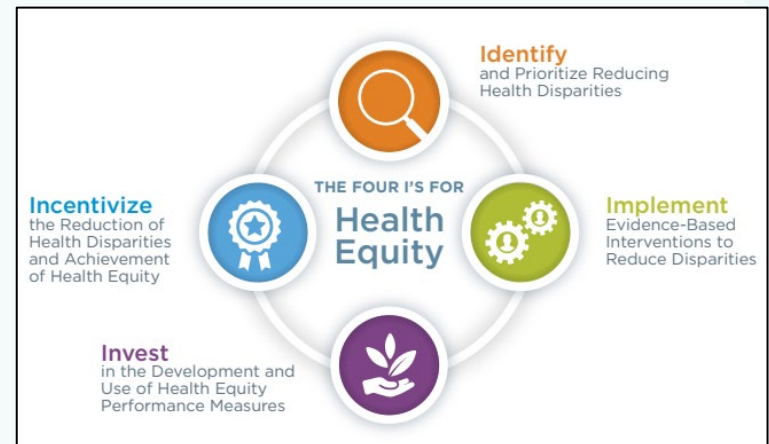 Identify
and Prioritize Reducing
Health Disparities
THE FOUR I'S FOR
Health
Equity
Incentivize
the Reduction of
Health Disparities
and Achievement
of Health Equity
Implement
Evidence-Based
Interventions to
Reduce Disparities
Invest
in the Development and
Use of Health Equity
Performance Measures